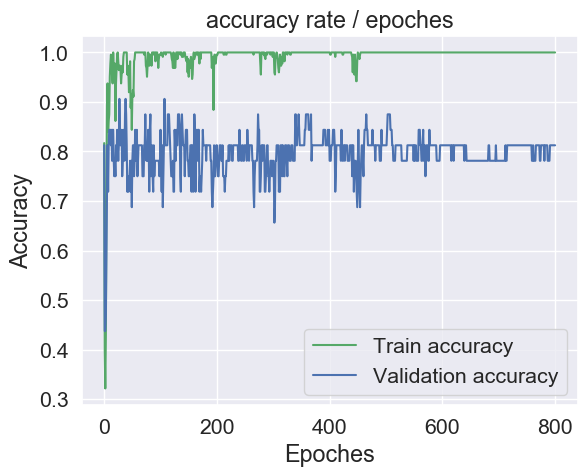 accuracy rate / epoches
1.0
0.9
0.8
0.7
0.6
0.5
0.4
0.3
Accuracy
Train accuracy
Validation accuracy
0
200
400
600
800
Epoches